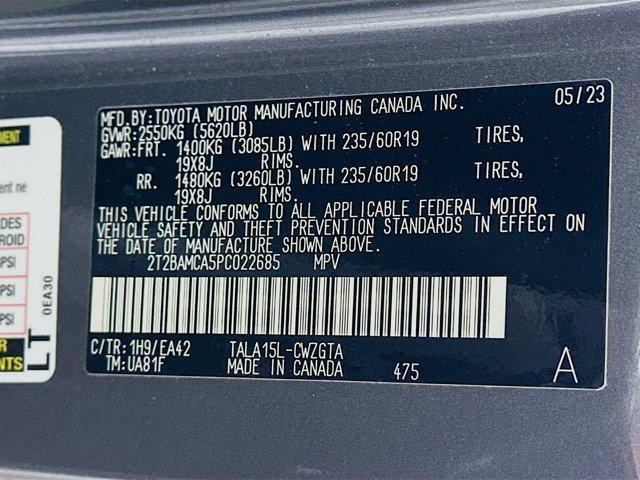 MFD.BY:TOYOTA MOTOR MANUFACTURING CANADA INC. 05/23
GVWR:2550KG (5620LB)
GAWR:FRT. 1400KG (3085LB) WITH 235/60R19 TIRES,
19X8J RIMS.
RR. 1480KG (3260LB) WITH 235/60R19 TIRES,
19X8J RIMS.
THIS VEHICLE CONFORMS TO ALL APPLICABLE FEDERAL MOTOR
VEHICLE SAFETY AND THEFT PREVENTION STANDARDS IN EFFECT ON
THE DATE OF MANUFACTURE SHOWN ABOVE.
2T2BAMCA5PC022685 MPV
C/TR:1H9/EA42 TALA15L-CWZGTA
TM:UA81F MADE IN CANADA 475 A
ent ne
PSI
PSI
PSI
0EA30
LT